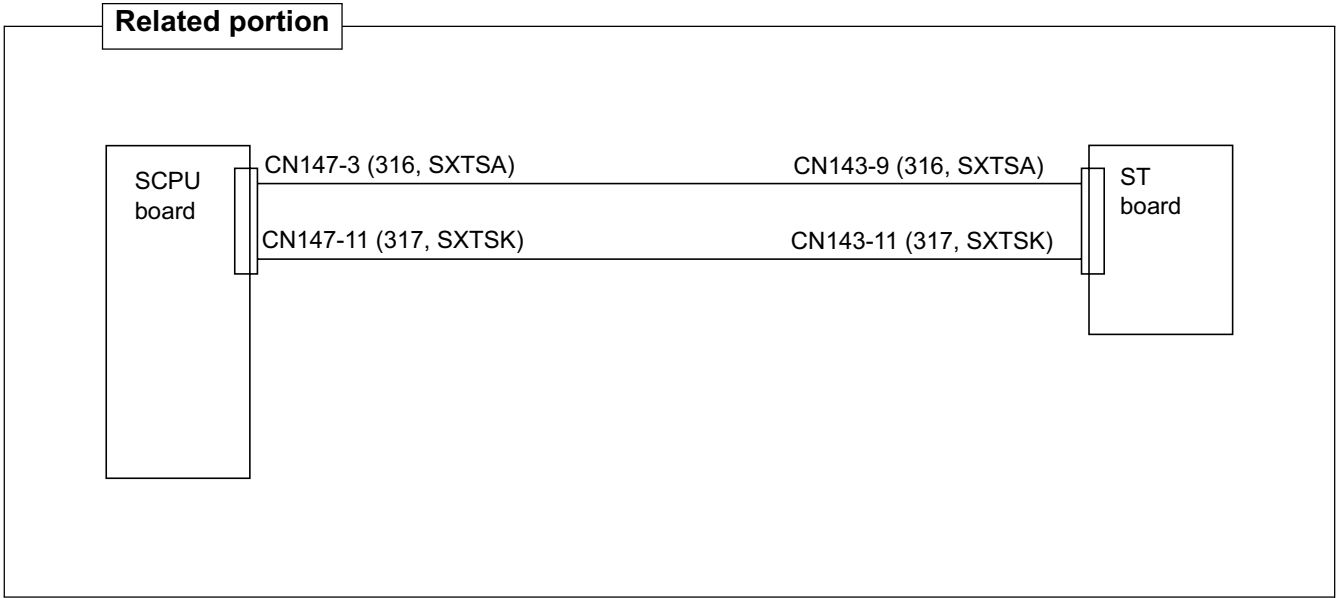 Related portion
SCPU
board
CN147-3 (316, SXTSA)
CN143-9 (316, SXTSA)
ST
board
CN147-11 (317, SXTSK)
CN143-11 (317, SXTSK)